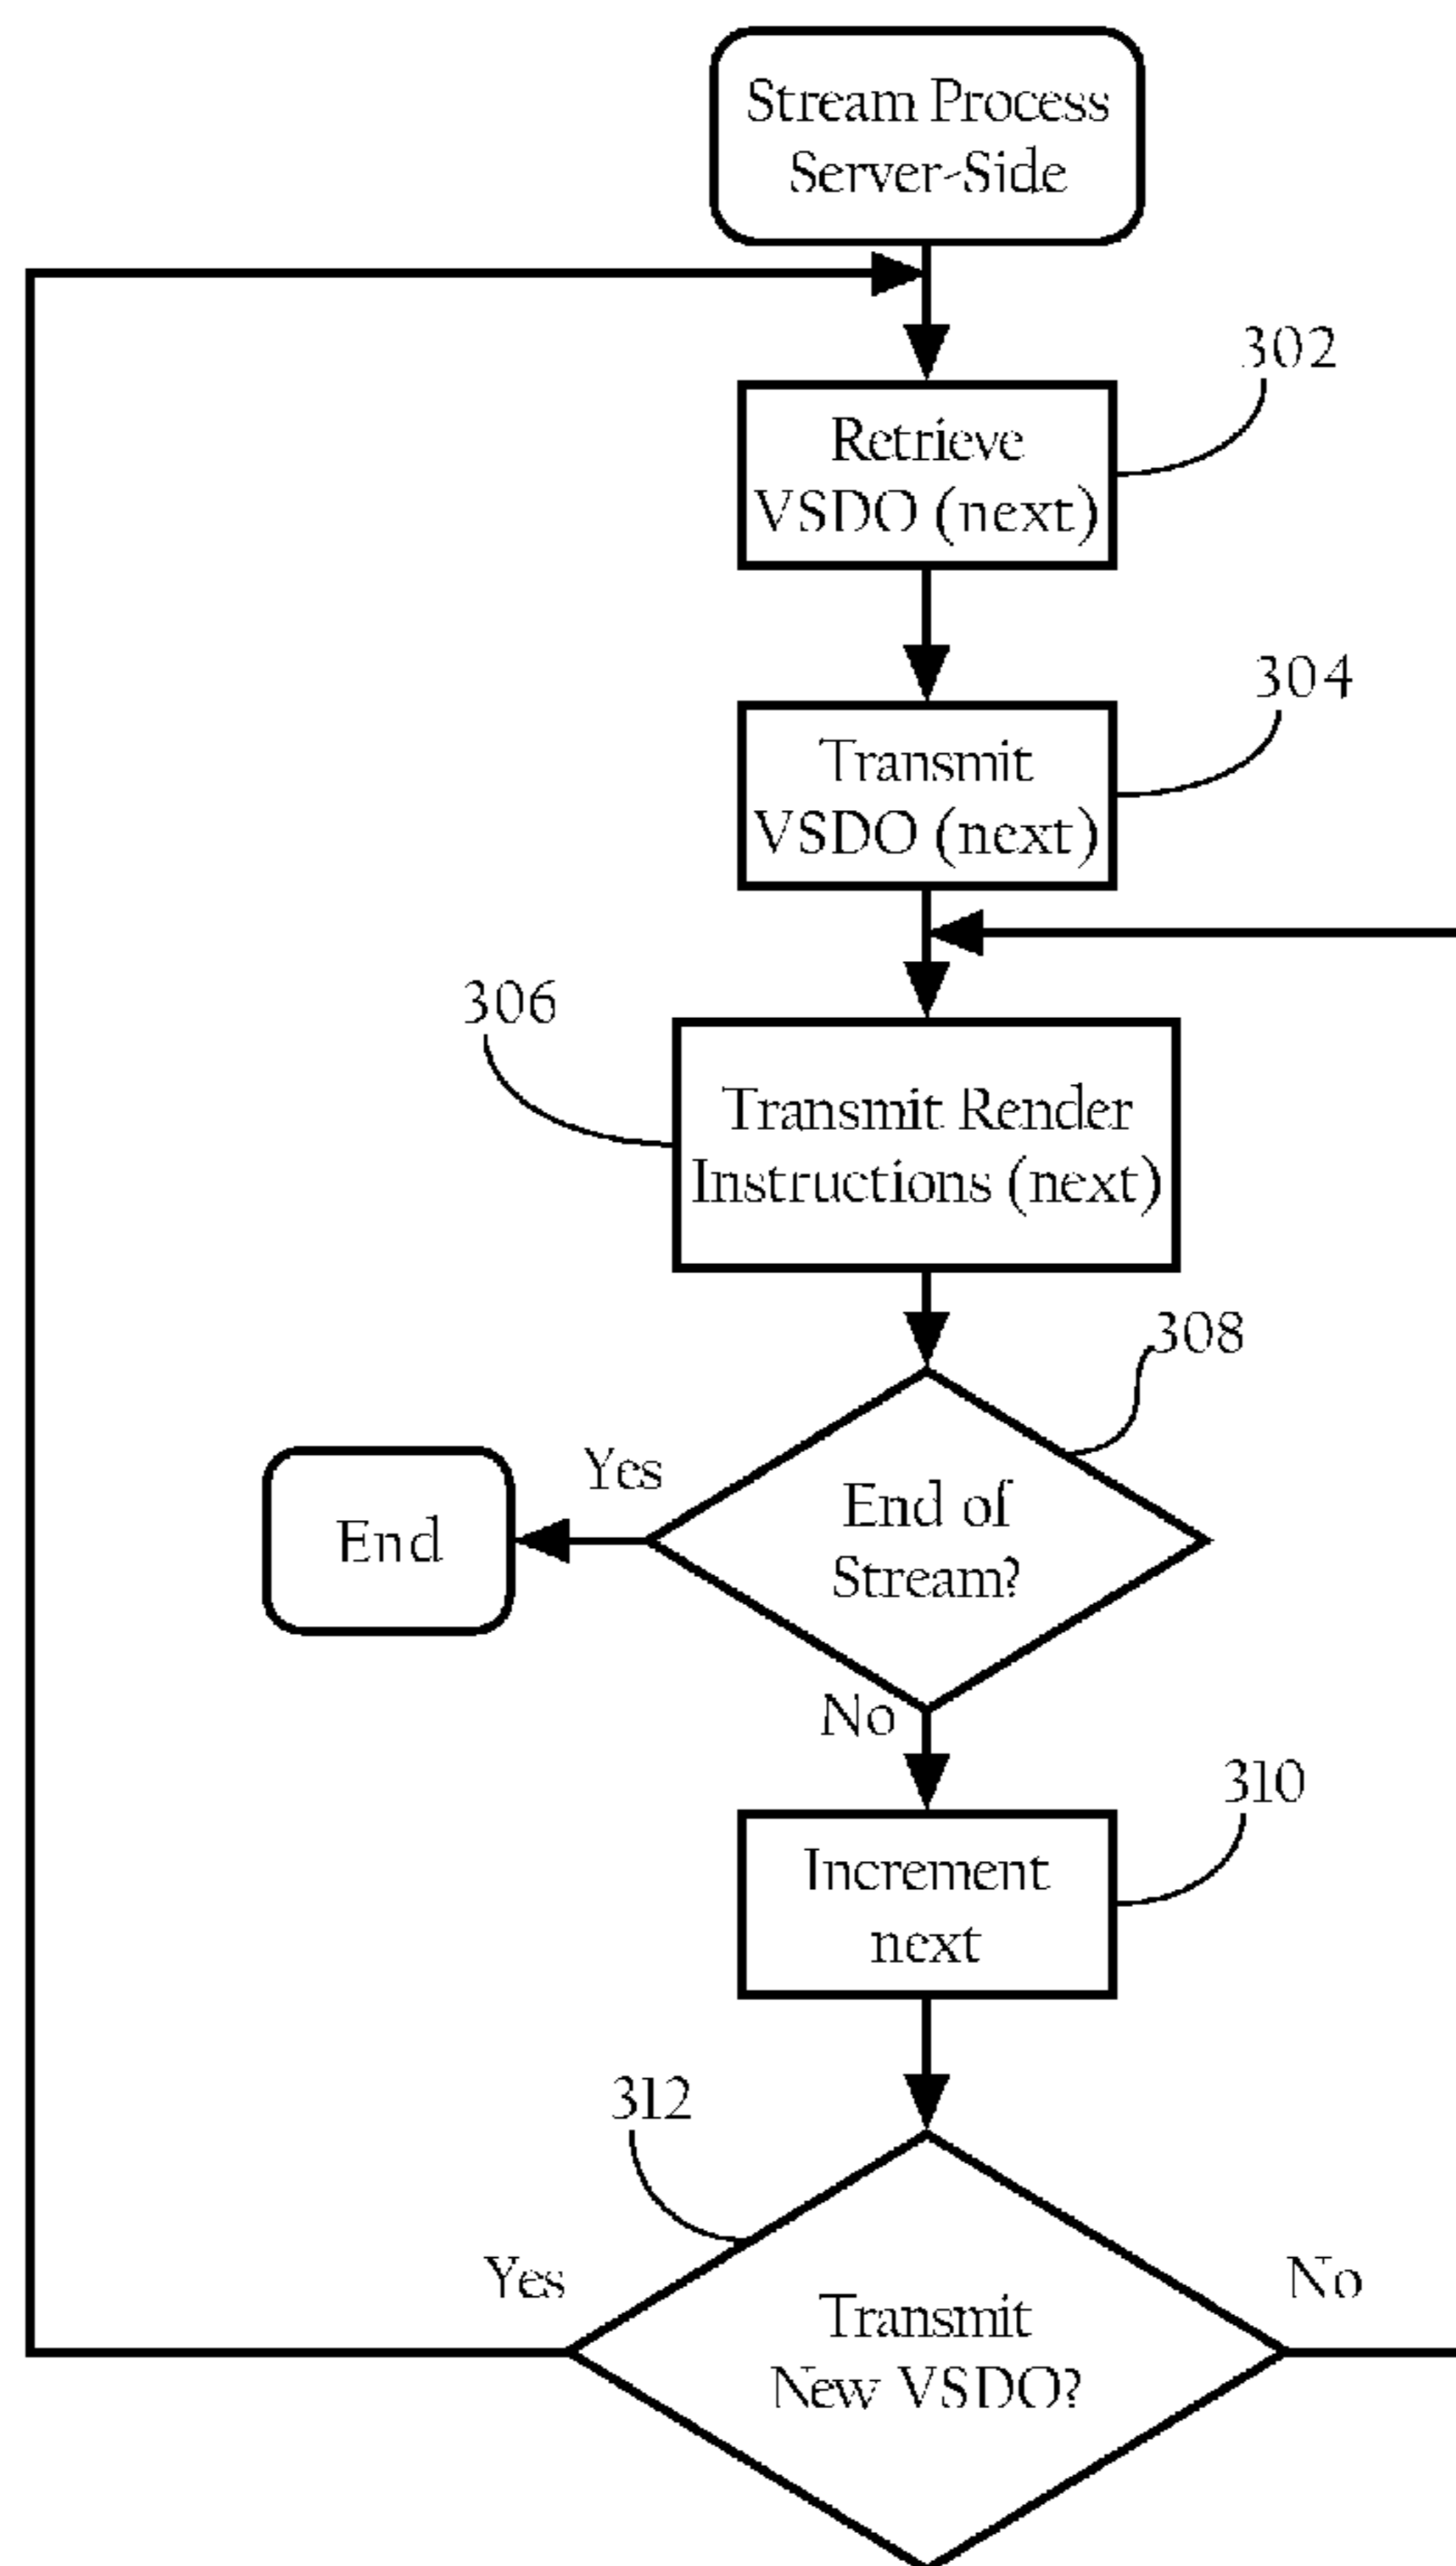 Stream Process
Server-Side
302
Retrieve
VSDO (next)
304
Transmit
VSDO (next)
306
Transmit Render
Instructions (next)
308
Yes
End
End of
Stream?
No
310
Increment
next
312
Yes
No
Transmit
New VSDO?